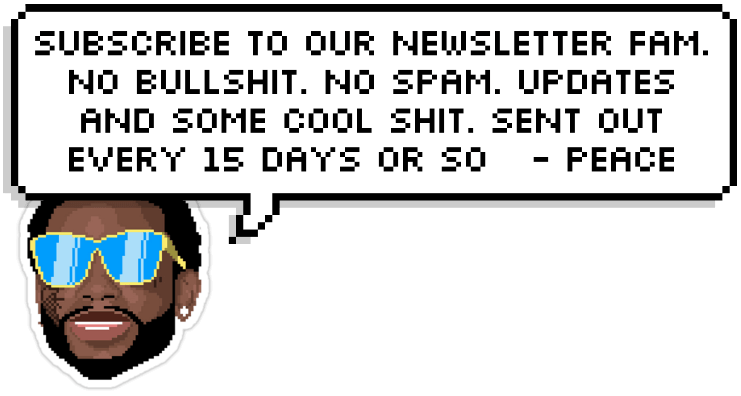 SUBSCRIBE TO OUR NEWSLETTER FAM.
NO BULLSHIT. NO SPAM. UPDATES
AND SOME COOL SHIT. SENT OUT
EVERY 15 DAYS OR SO - PEACE